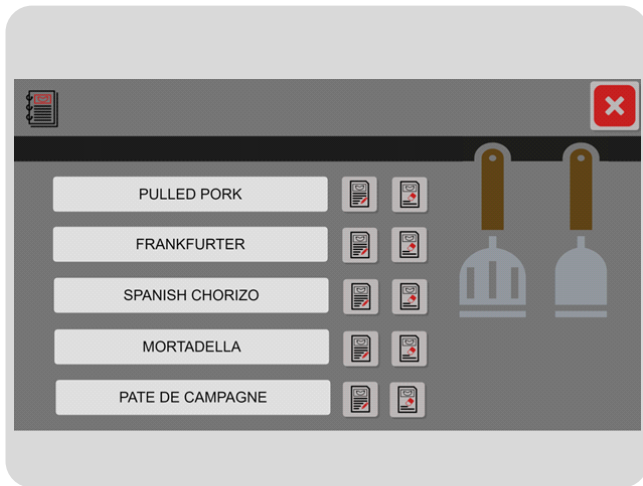 PULLED PORK
FRANKFURTER
SPANISH CHORIZO
MORTADELLA
PATE DE CAMPAGNE